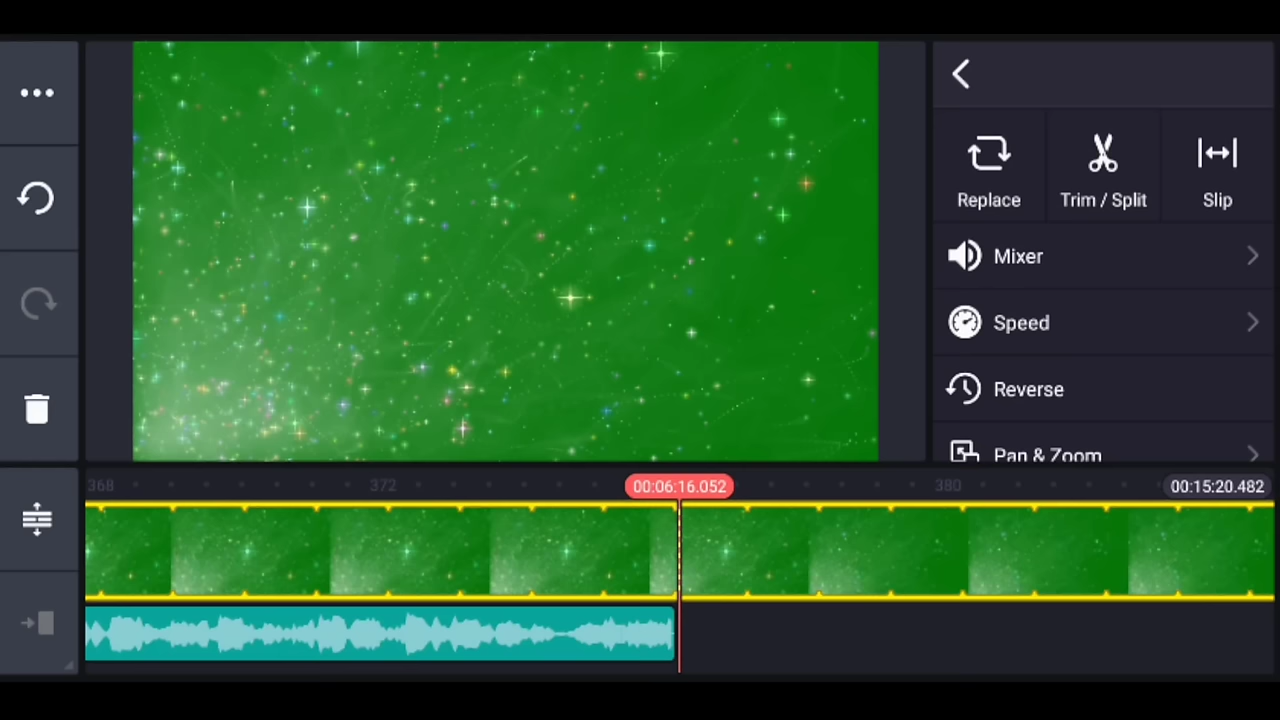 Replace
Trim / Split
Slip
Mixer
Speed
Reverse
Pan & Zoom
368
372
00:06:16.052
380
00:15:20.482